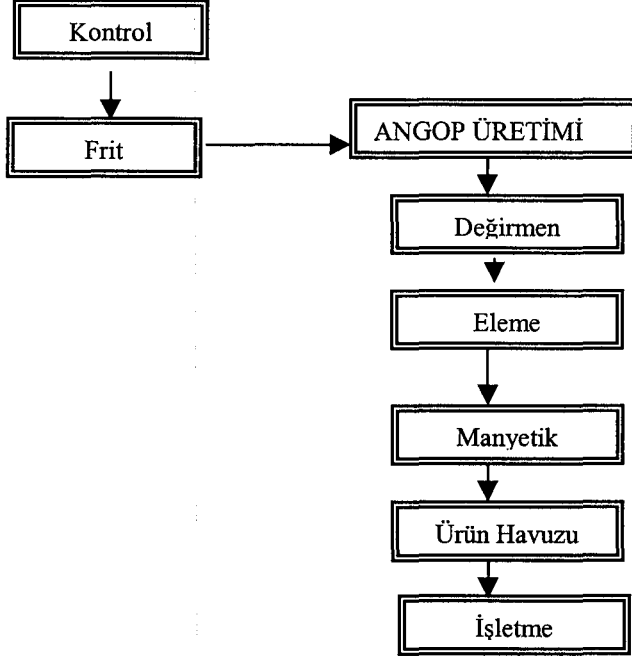 Kontrol
Frit
ANGOP ÜRETİMİ
Değirmen
Eleme
Manyetik
Ürün Havuzu
İşletme